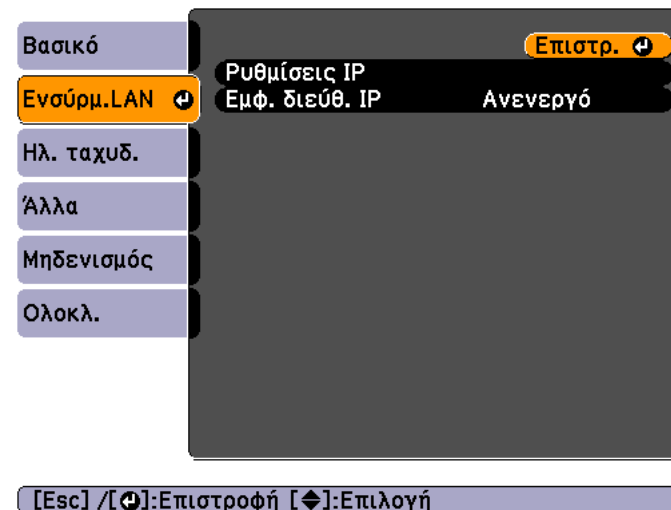 Βασικό
Ενσύρμ.LAN
Ηλ. ταχυδ.
Άλλα
Μηδενισμός
Ολοκλ.
Επιστρ.
Ρυθμίσεις IP
Εμφ. διεύθ. IP Ανενεργό
[Esc] /[⏎]:Επιστροφή [◆]:Επιλογή